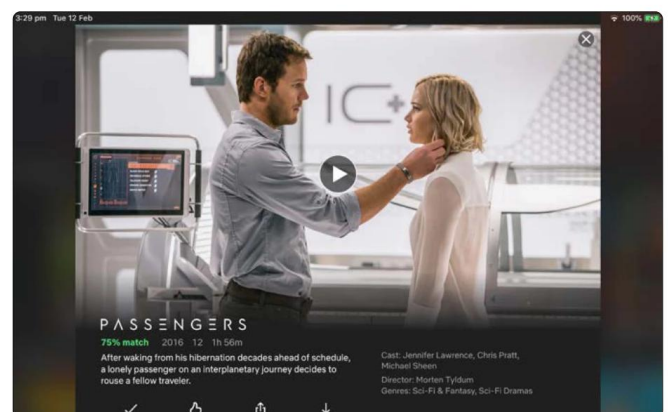 3:29 pm Tue 12 Feb
100%
IC+
PASSENGERS
75% match 2016 12 1h 56m
After waking from his hibernation decades ahead of schedule,
a lonely passenger on an interplanetary journey decides to
rouse a fellow traveler.
Cast: Jennifer Lawrence, Chris Pratt,
Michael Sheen
Director: Morten Tyldum
Genres: Sci-Fi & Fantasy, Sci-Fi Dramas